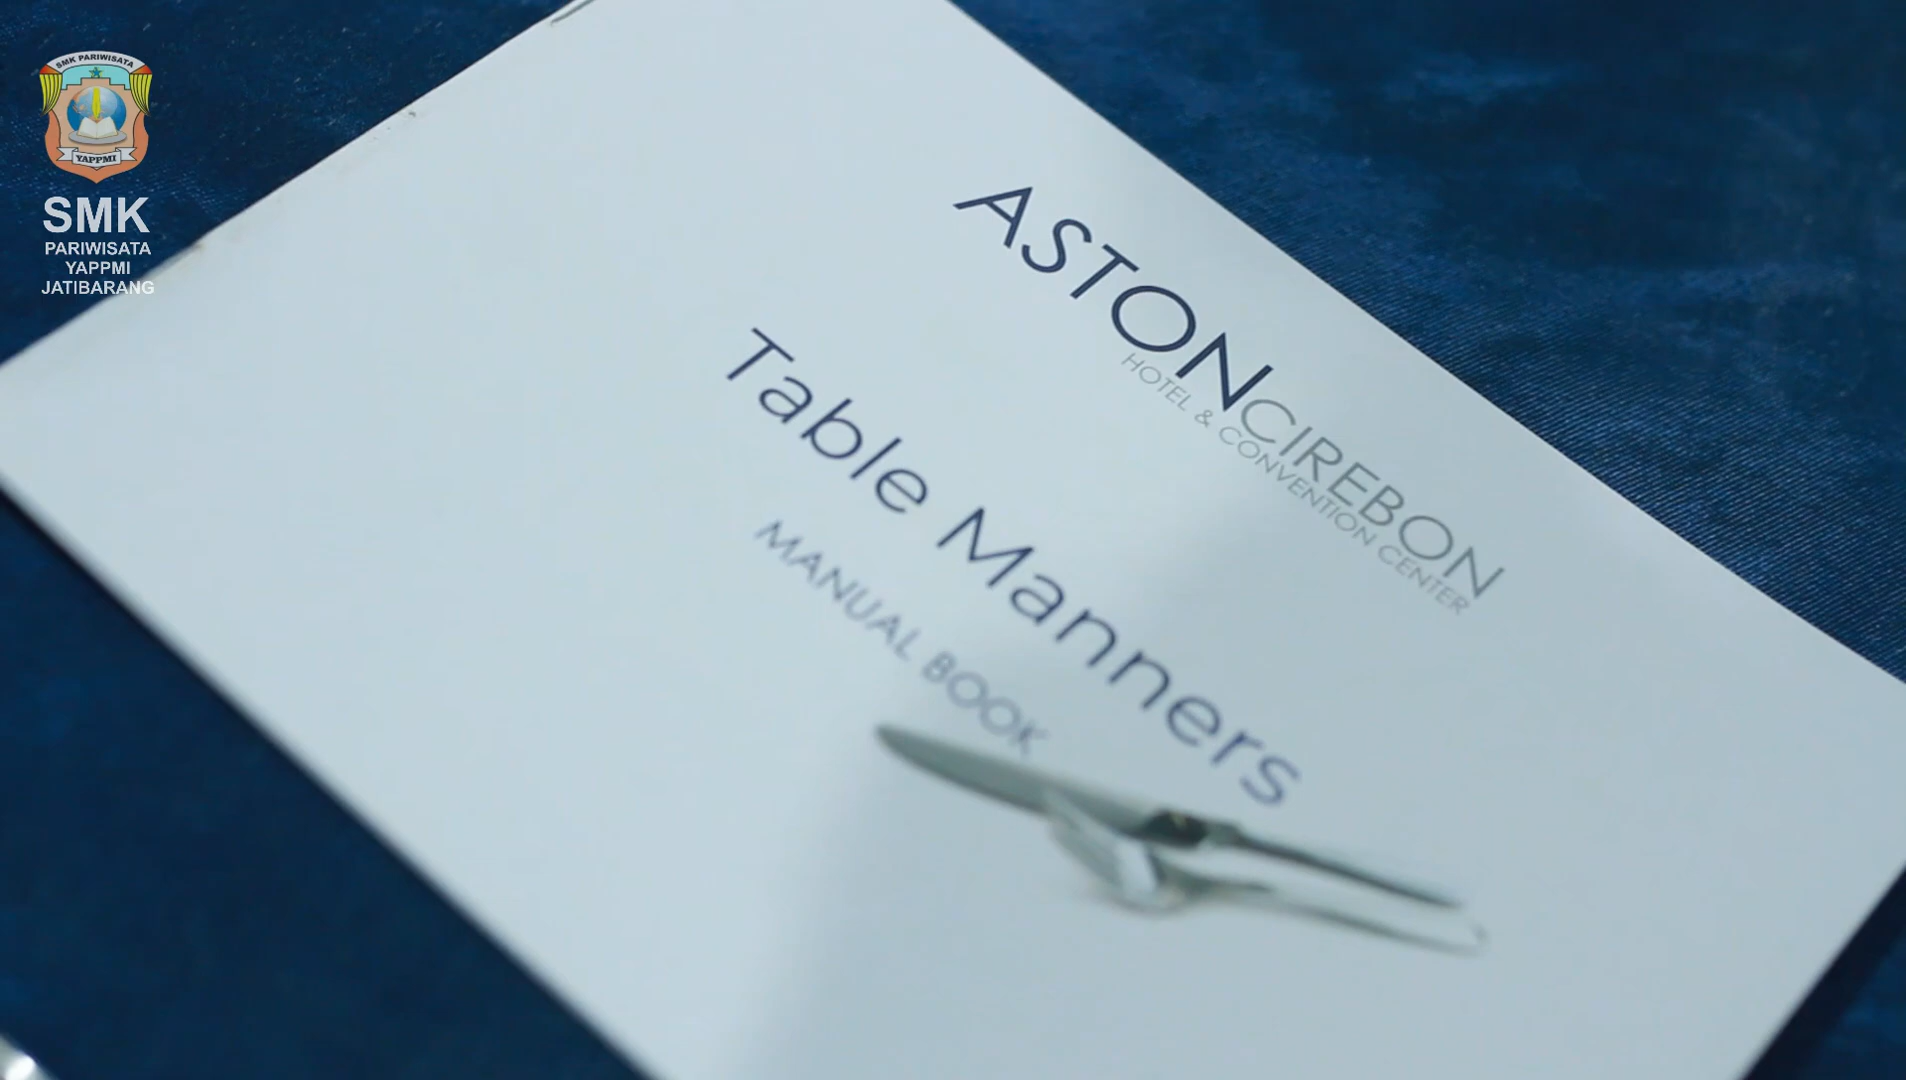 SMK PARIWISATA
YAPPMI
SMK
PARIWISATA
YAPPMI
JATIBARANG
ASTONCIREBON
HOTEL & CONVENTION CENTER
Table Manners
MANUAL BOOK